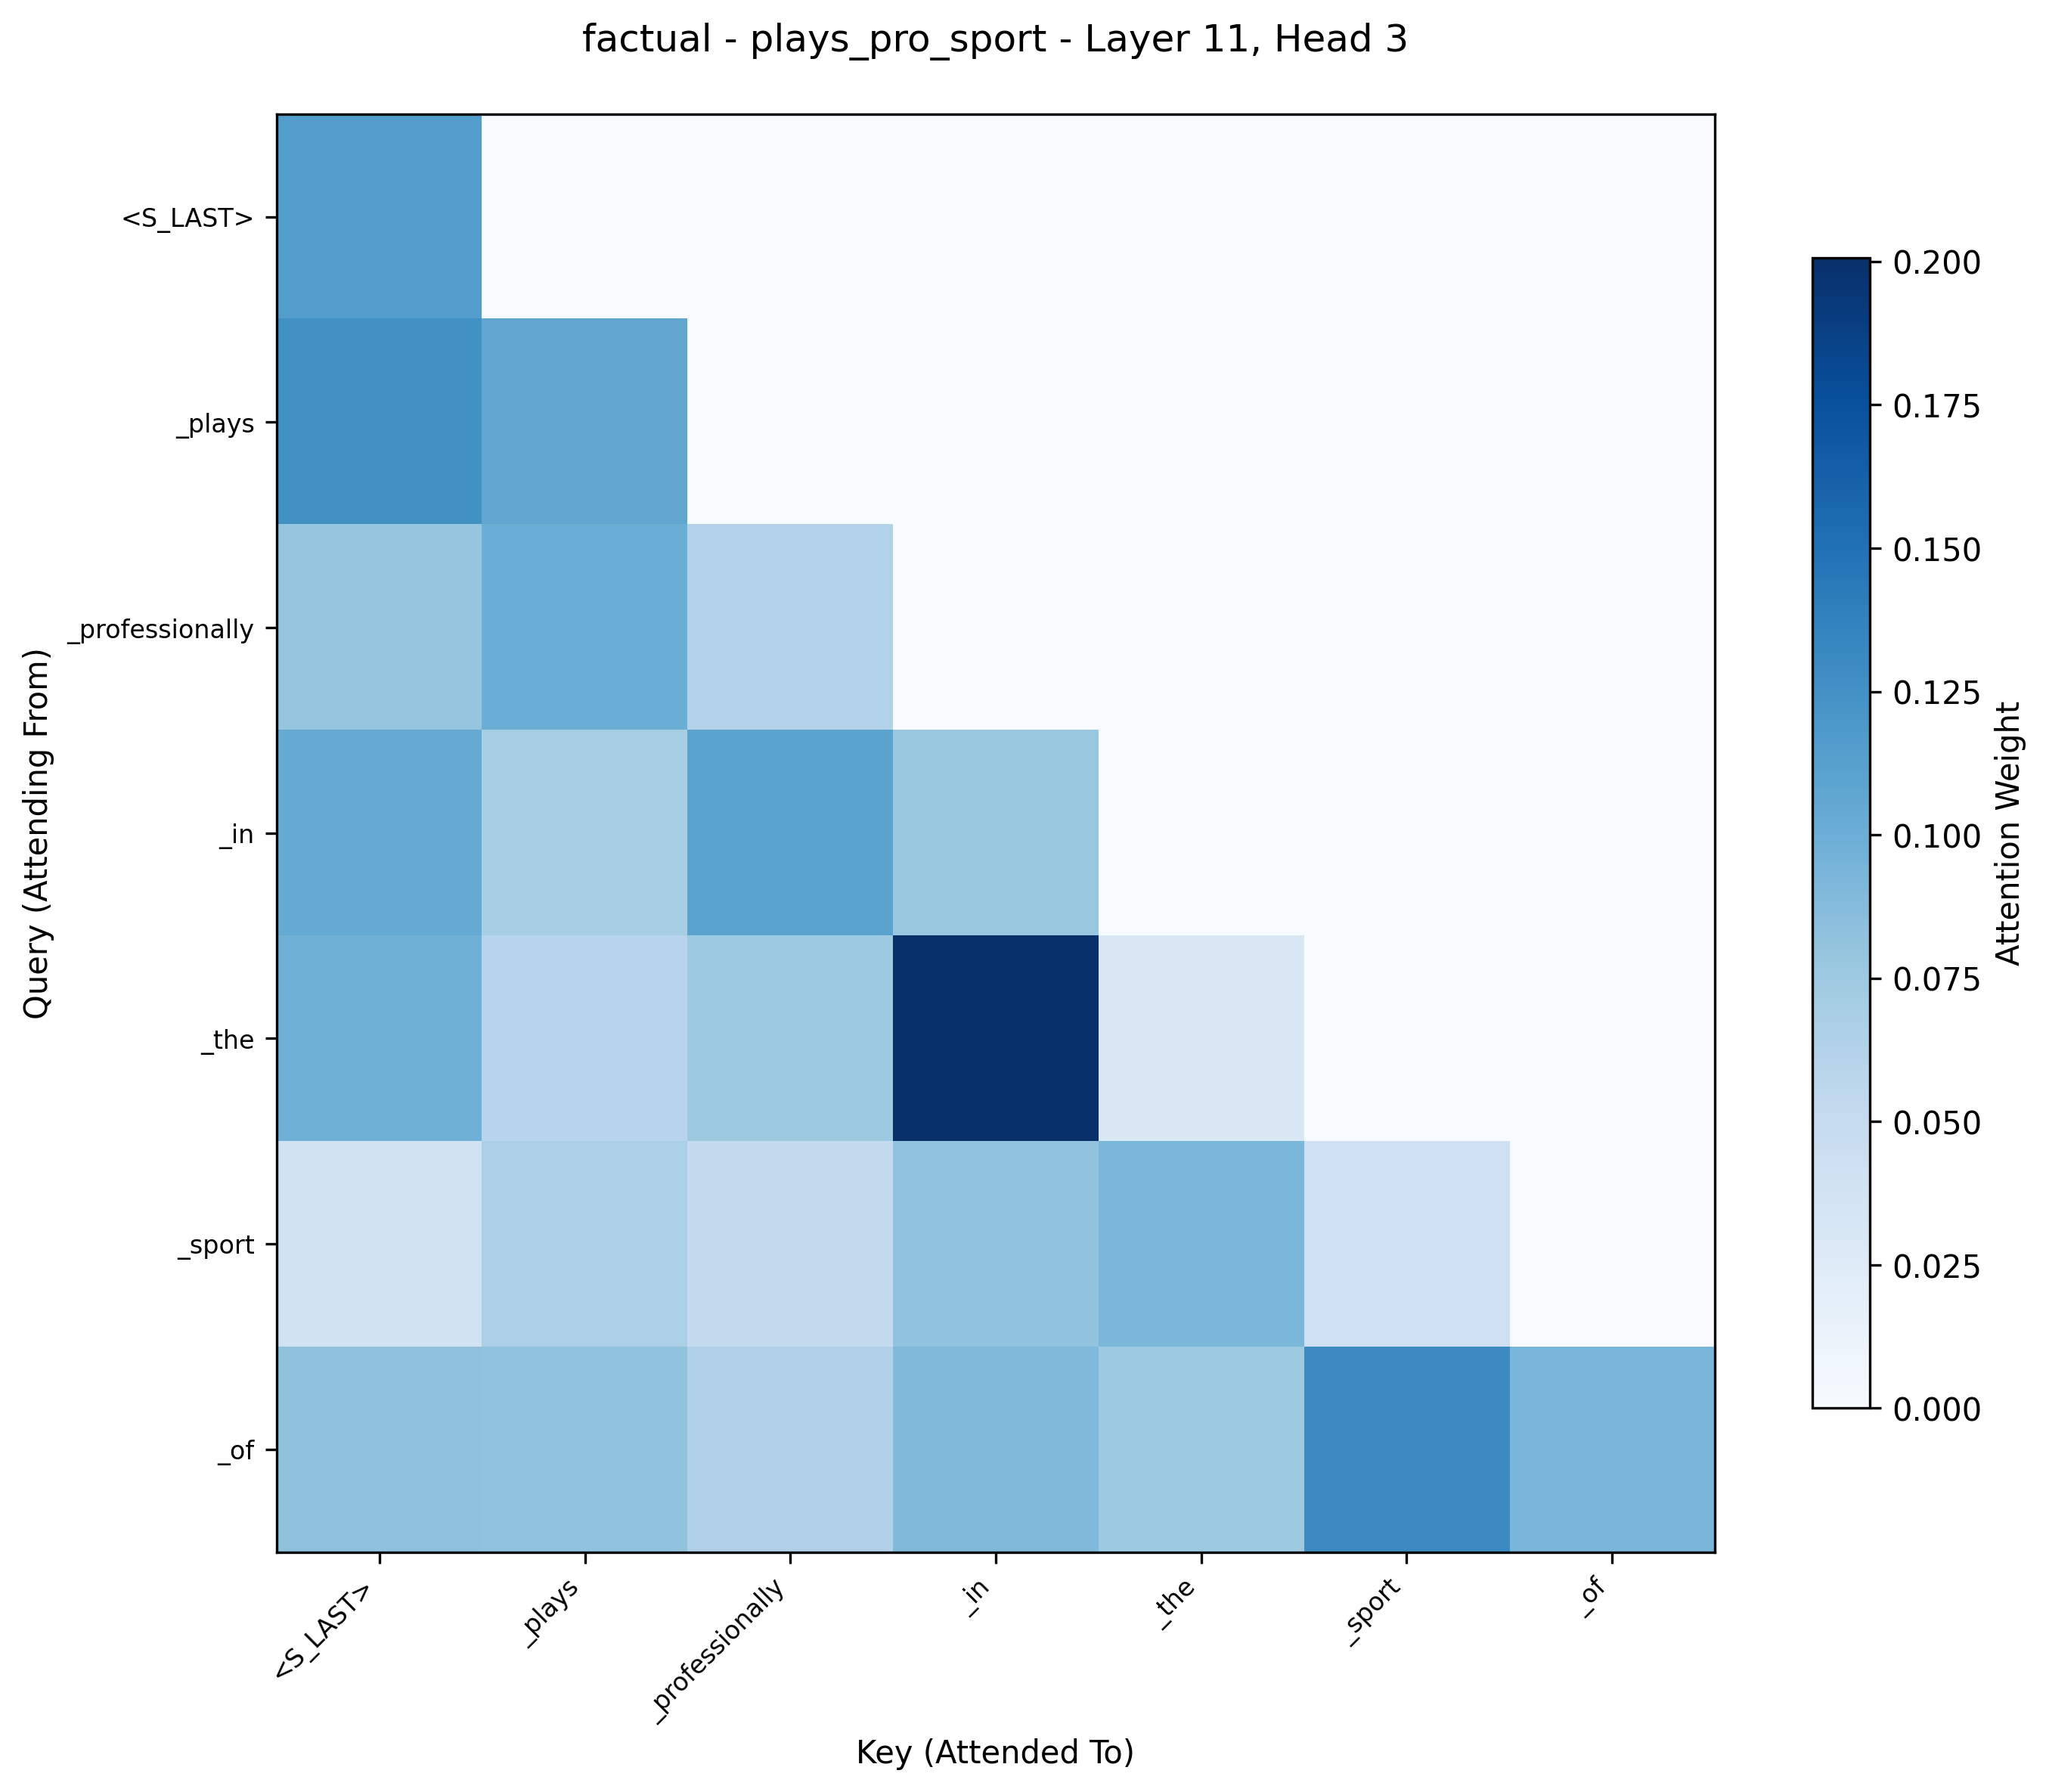 factual - plays_pro_sport - Layer 11, Head 3
Query (Attending From)
<S_LAST>
_plays
_professionally
_in
_the
_sport
_of
<S_LAST>
_plays
_professionally
_in
_the
_sport
_of
Key (Attended To)
0.200
0.175
0.150
0.125
0.100
0.075
0.050
0.025
0.000
Attention Weight